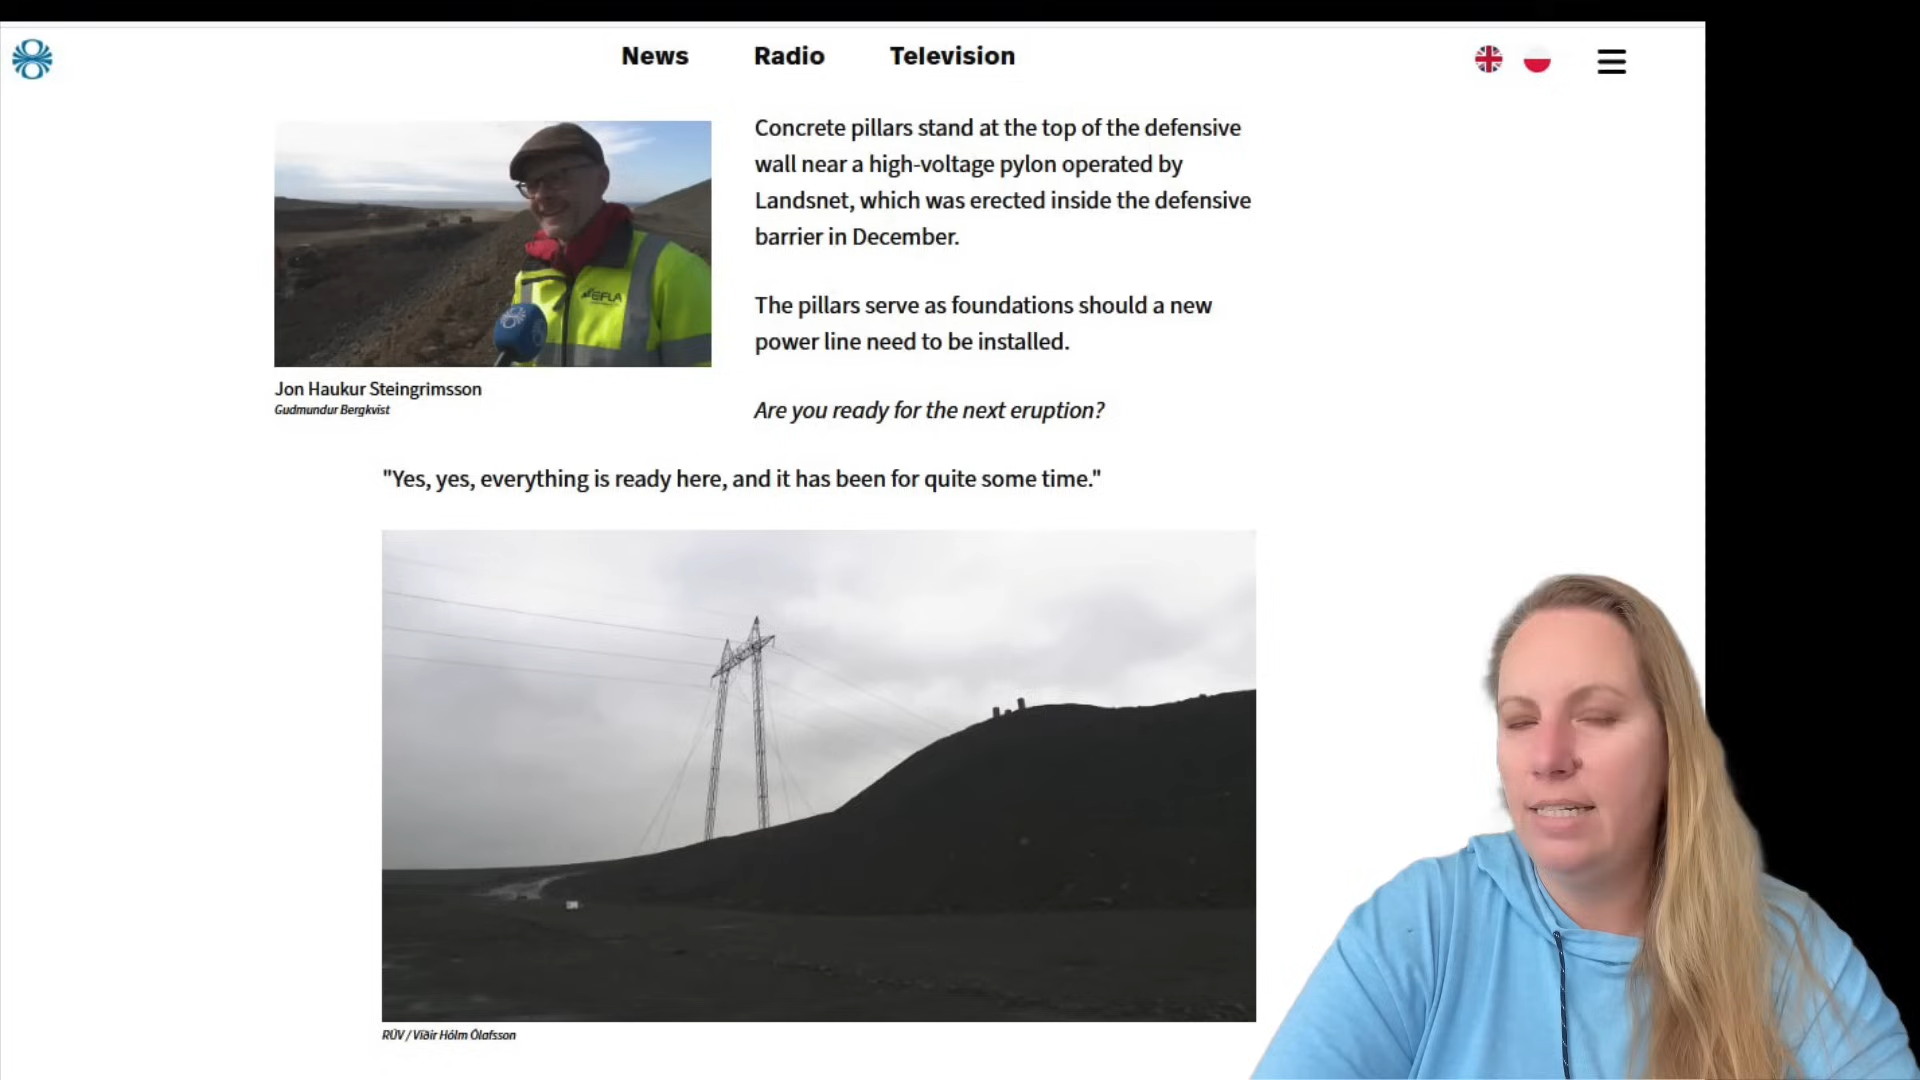 News
Radio
Television
Concrete pillars stand at the top of the defensive
wall near a high-voltage pylon operated by
Landsnet, which was erected inside the defensive
barrier in December.
The pillars serve as foundations should a new
power line need to be installed.
Are you ready for the next eruption?
EFLA
Jon Haukur Steingrimsson
Gudmundur Bergkvist
"Yes, yes, everything is ready here, and it has been for quite some time."
RÚV / Viðir Hólm Ólafsson